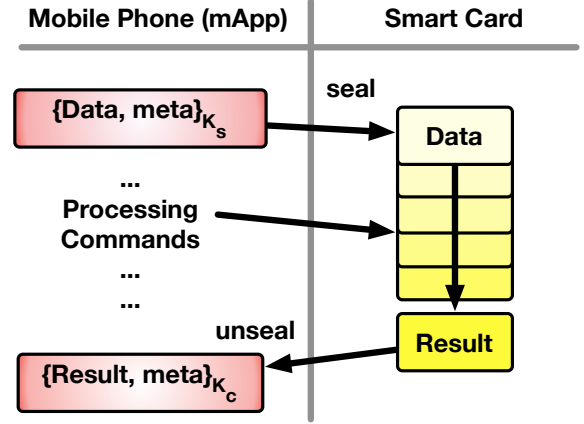 Mobile Phone (mApp)
Smart Card
seal
{Data, meta}Ks
Data
...
Processing
Commands
...
...
unseal
Result
{Result, meta}Kc